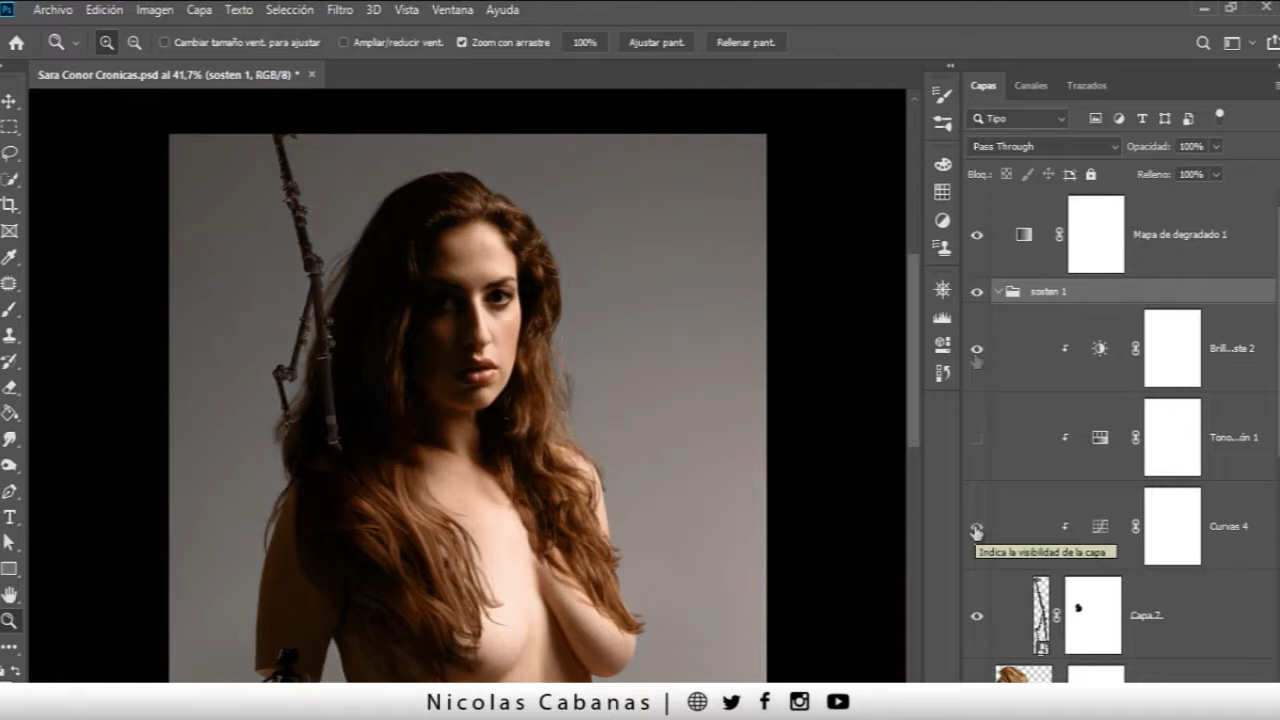 Ps
Archivo Edición Imagen Capa Texto Selección Filtro 3D Vista Ventana Ayuda
Cambiar tamaño vent. para ajustar Ampliar/reducir vent. Zoom con arrastre 100% Ajustar pant. Rellenar pant.
Sara Conor Cronicas.psd al 41,7% (sosten 1, RGB/8) *
Capas Canales Trazados
Tipo
Pass Through Opacidad: 100%
Bloq.: Relleno: 100%
Mapa de degradado 1
sosten 1
Brill...ste 2
Tono...ón 1
Curvas 4
Indica la visibilidad de la capa
Capa 2
Nicolas Cabanas |